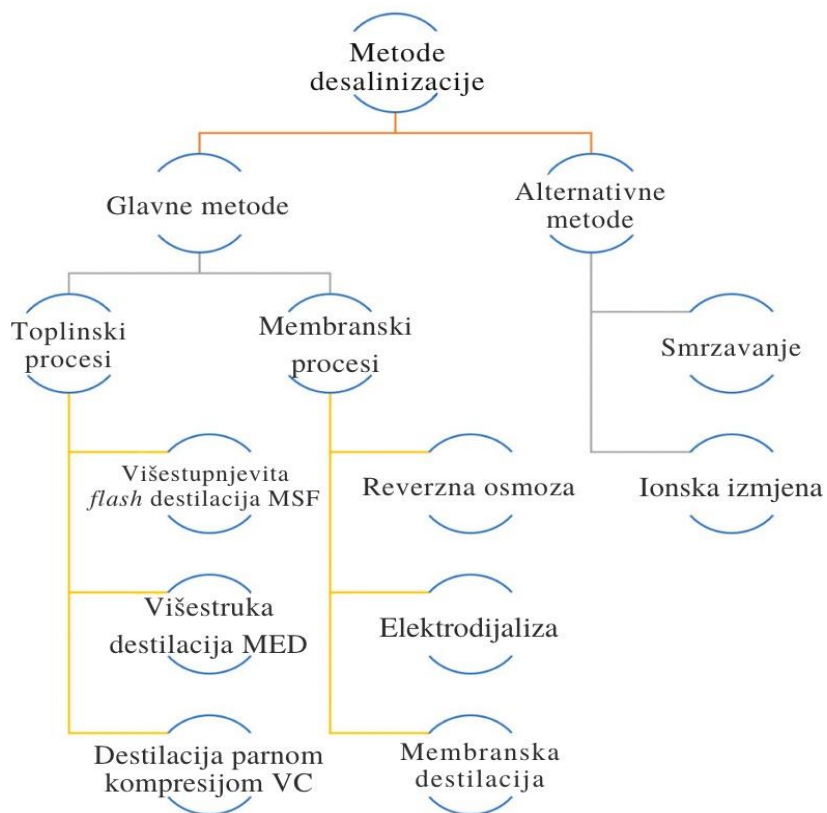 Metode
desalinizacije
Glavne metode
Alternativne
metode
Toplinski
procesi
Membranski
procesi
Smrzavanje
Višestupnjevita
flash destilacija MSF
Reverzna osmoza
Ionska izmjena
Višestruka
destilacija MED
Elektrodijaliza
Destilacija parnom
kompresijom VC
Membranska
destilacija